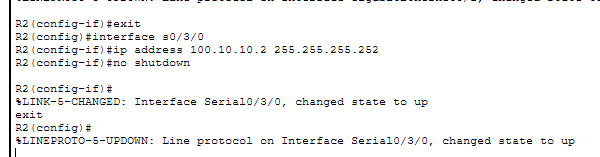 R2(config-if)#exit
R2(config)#interface s0/3/0
R2(config-if)#ip address 100.10.10.2 255.255.255.252
R2(config-if)#no shutdown
R2(config-if)#
%LINK-5-CHANGED: Interface Serial0/3/0, changed state to up
exit
R2(config)#
%LINEPROTO-5-UPDOWN: Line protocol on Interface Serial0/3/0, changed state to up